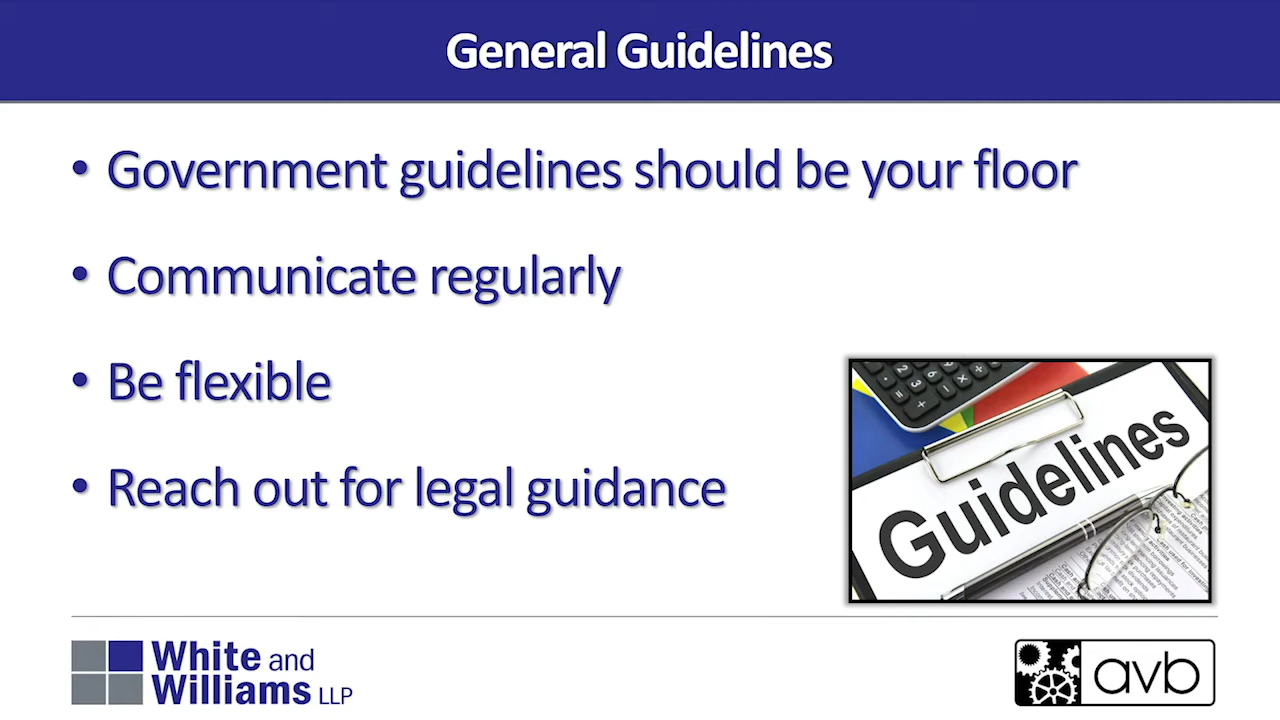 General Guidelines
• Government guidelines should be your floor
• Communicate regularly
• Be flexible
• Reach out for legal guidance
Guidelines
White and
Williams LLP
avb